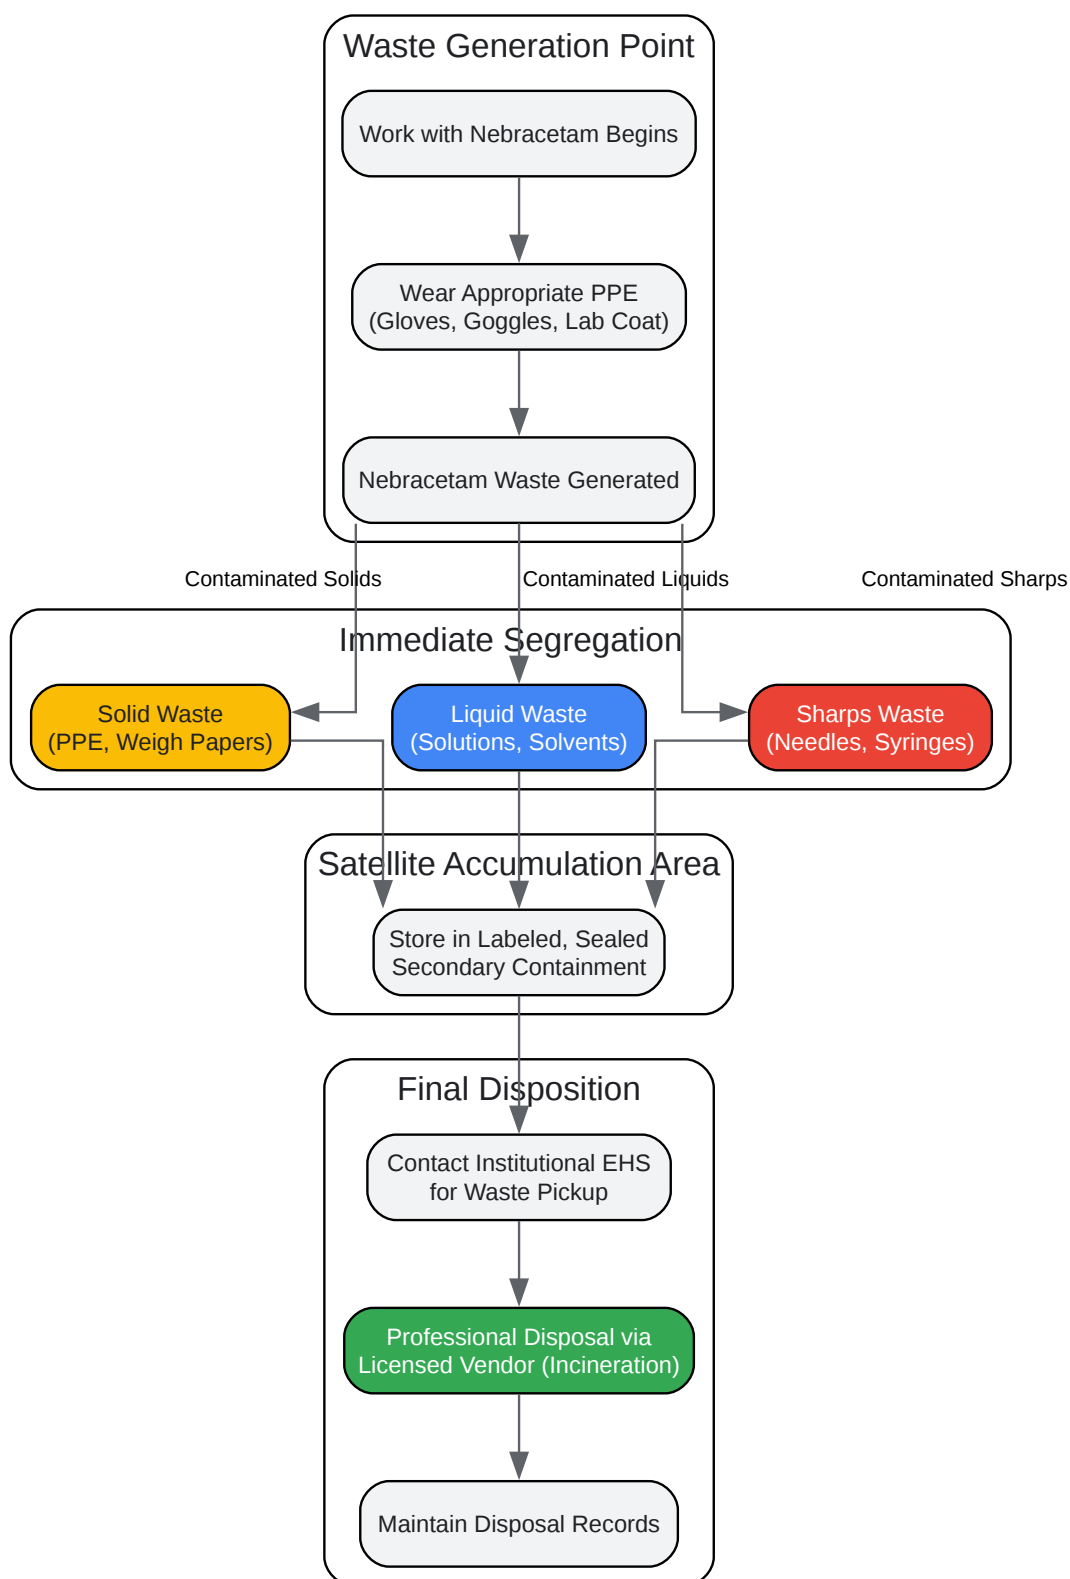 Waste Generation Point
Work with Nebracetam Begins
Wear Appropriate PPE
(Gloves, Goggles, Lab Coat)
Nebracetam Waste Generated
Contaminated Solids
Contaminated Liquids
Contaminated Sharps
Immediate Segregation
Solid Waste
(PPE, Weigh Papers)
Liquid Waste
(Solutions, Solvents)
Sharps Waste
(Needles, Syringes)
Satellite Accumulation Area
Store in Labeled, Sealed
Secondary Containment
Final Disposition
Contact Institutional EHS
for Waste Pickup
Professional Disposal via
Licensed Vendor (Incineration)
Maintain Disposal Records